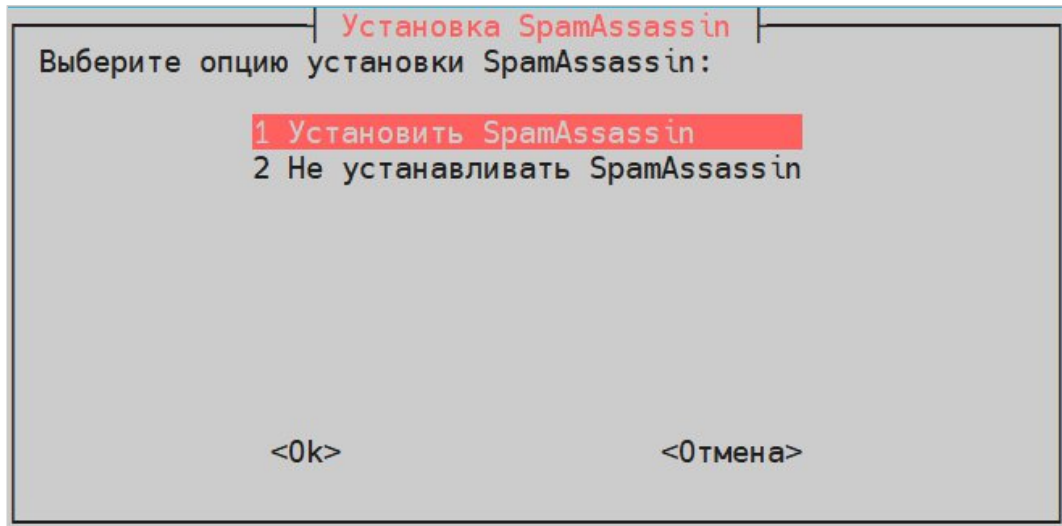 Установка SpamAssassin
Выберите опцию установки SpamAssassin:
1 Установить SpamAssassin
2 Не устанавливать SpamAssassin
<Ok> <Отмена>